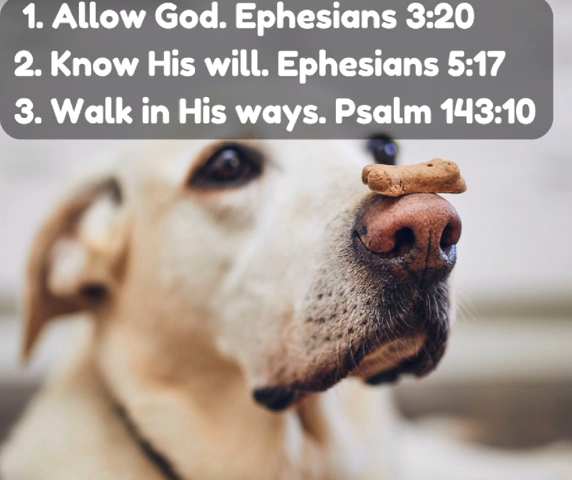 1. Allow God. Ephesians 3:20
2. Know His will. Ephesians 5:17
3. Walk in His ways. Psalm 143:10